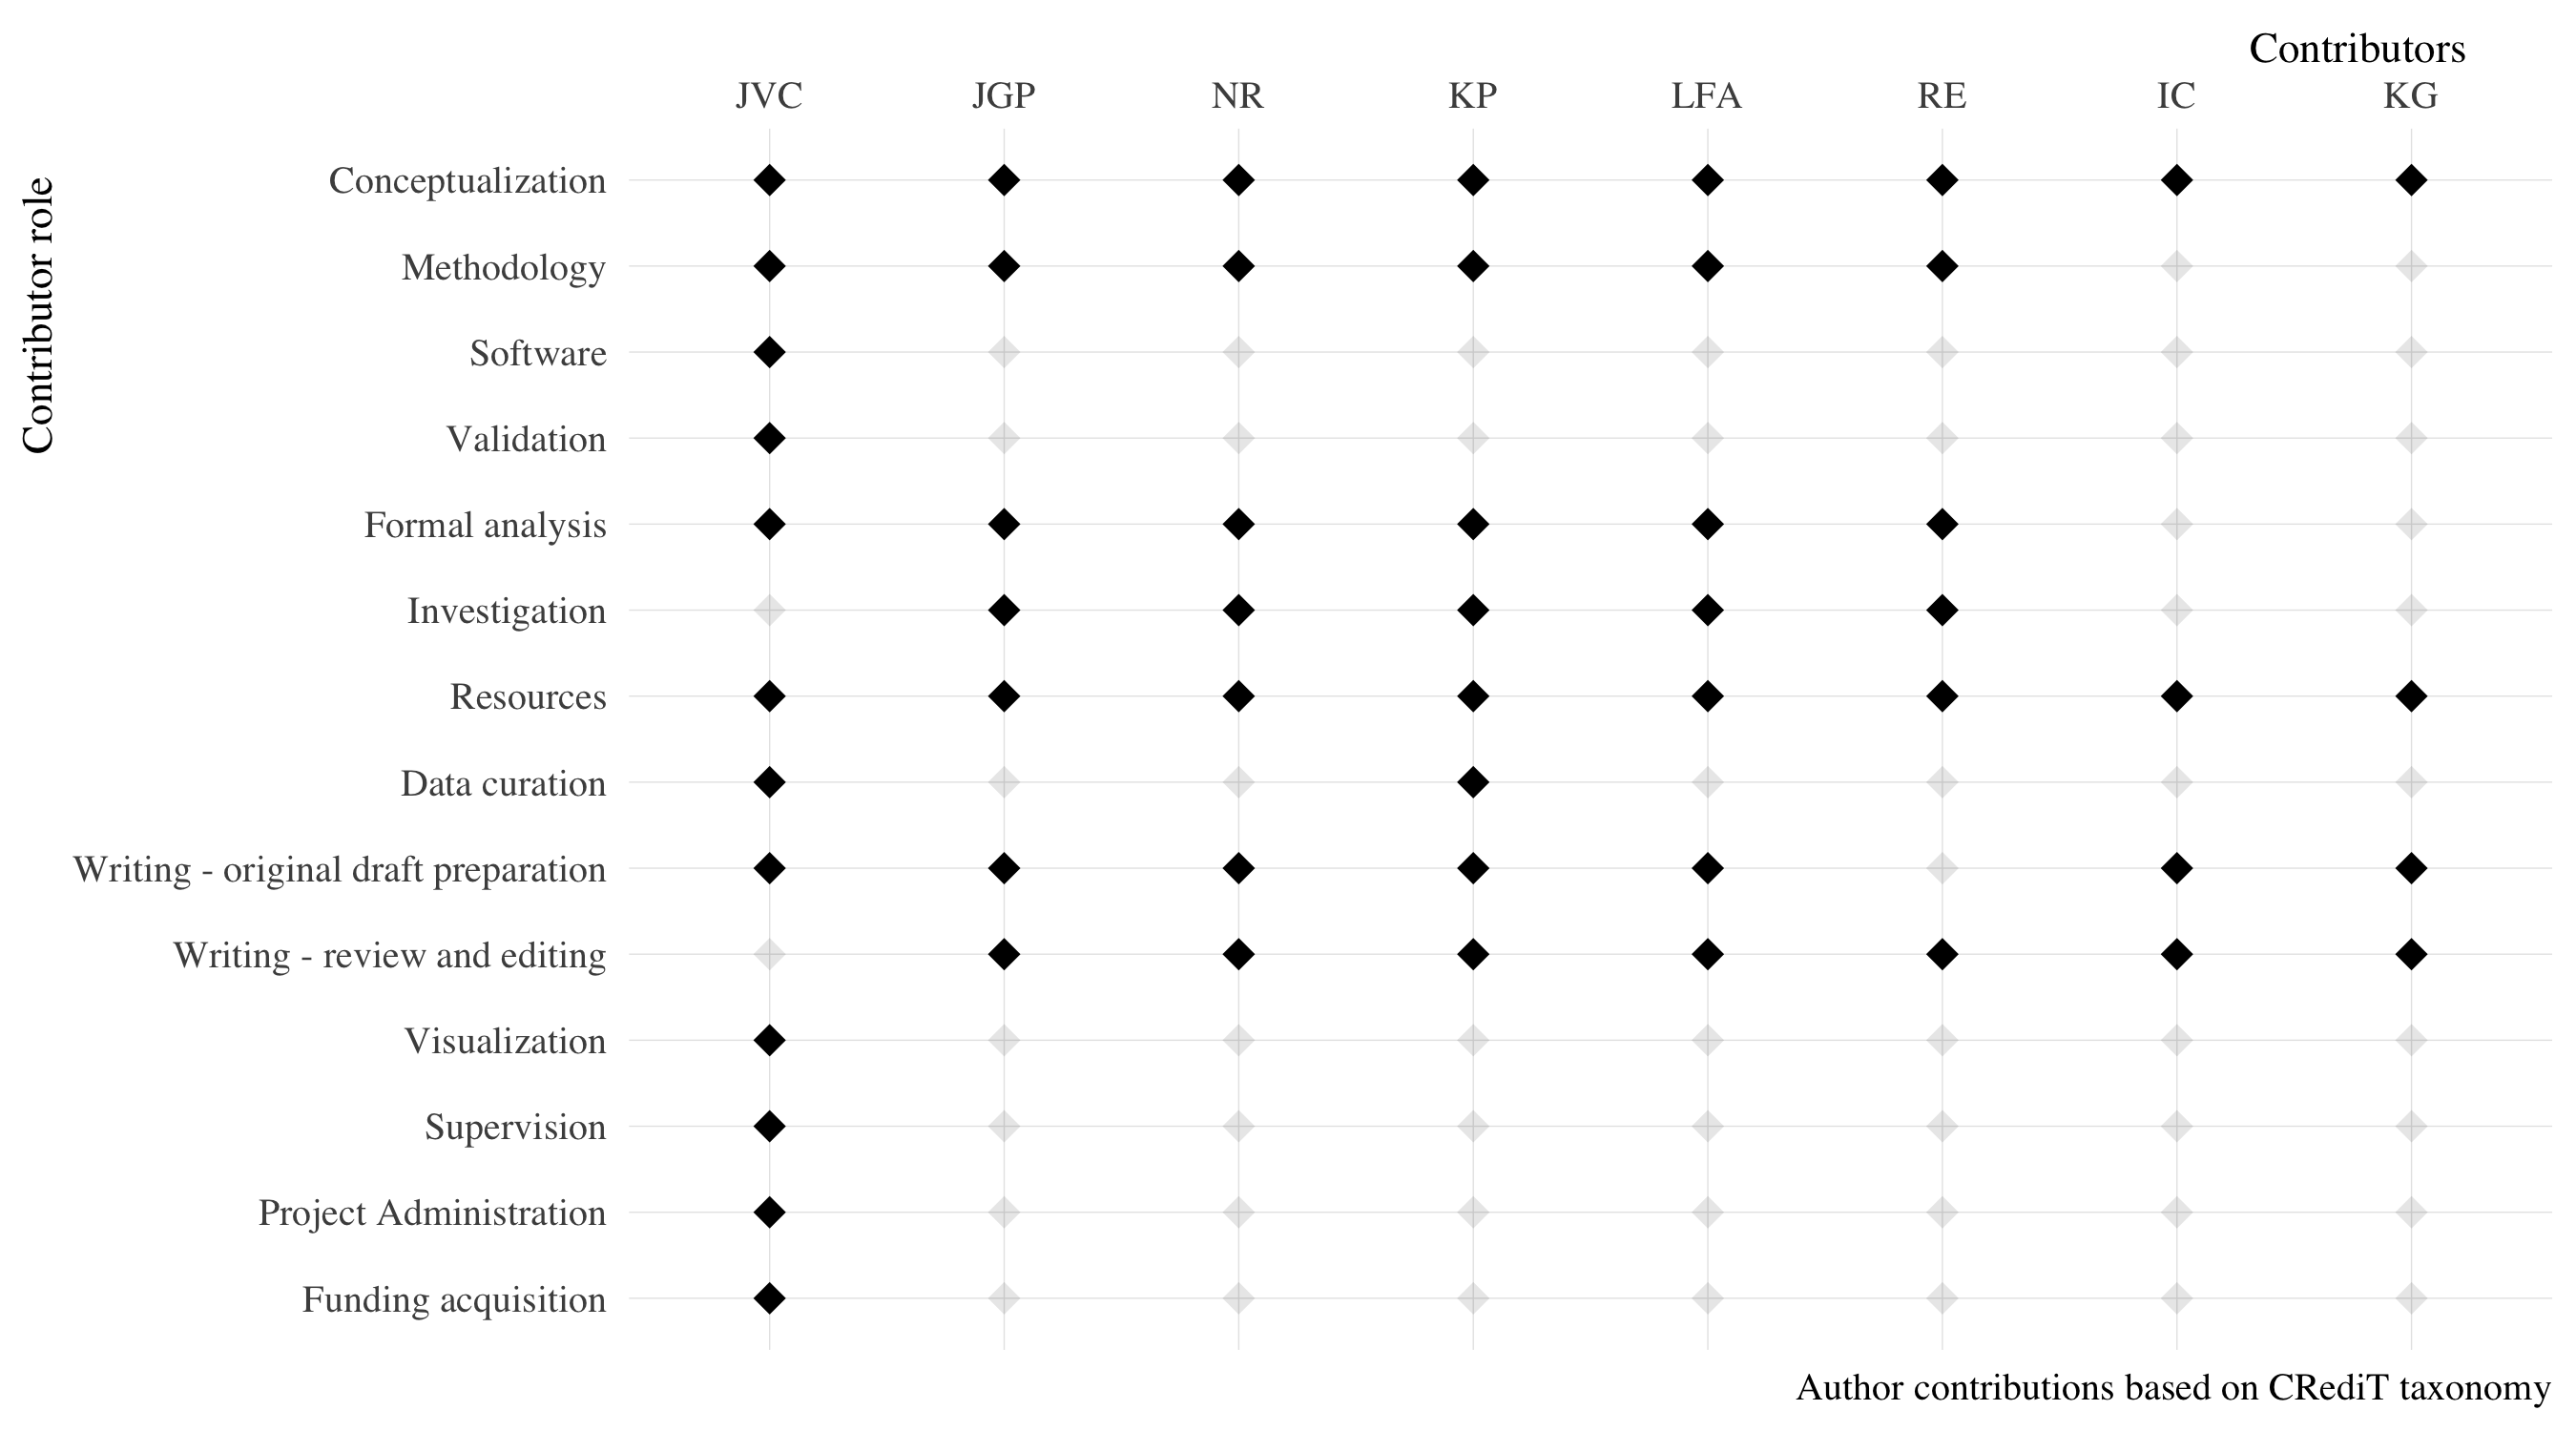 Contributors
JVC JGP NR KP LFA RE IC KG
Contributor role
Conceptualization
Methodology
Software
Validation
Formal analysis
Investigation
Resources
Data curation
Writing - original draft preparation
Writing - review and editing
Visualization
Supervision
Project Administration
Funding acquisition
Author contributions based on CRediT taxonomy